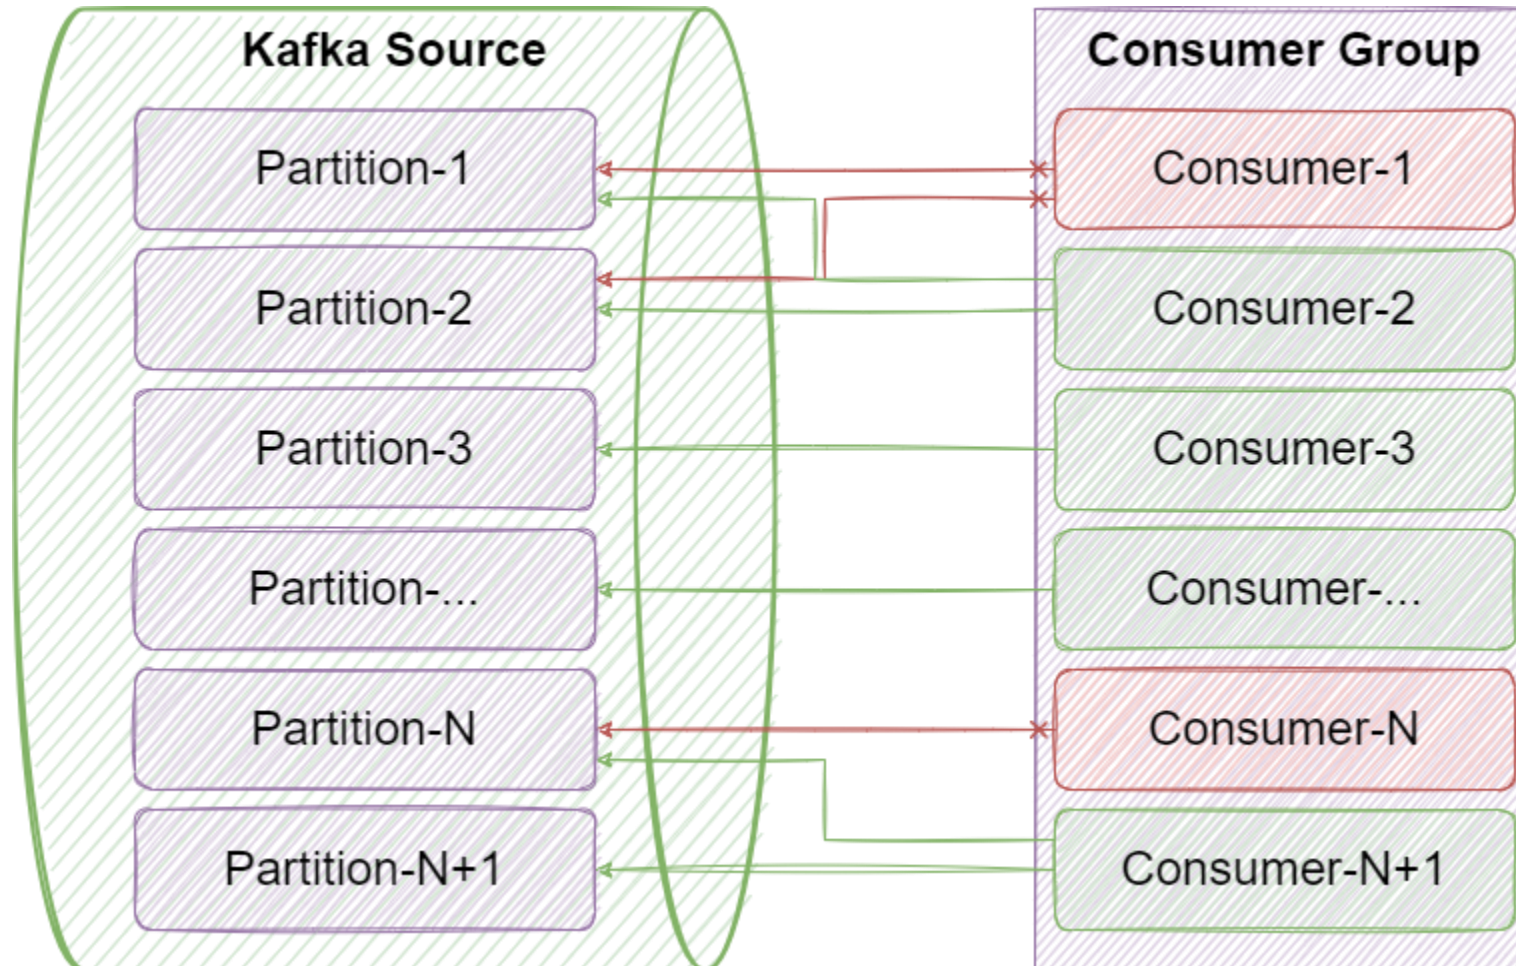 Kafka Source
Partition-1
Partition-2
Partition-3
Partition-...
Partition-N
Partition-N+1
Consumer Group
Consumer-1
Consumer-2
Consumer-3
Consumer-...
Consumer-N
Consumer-N+1